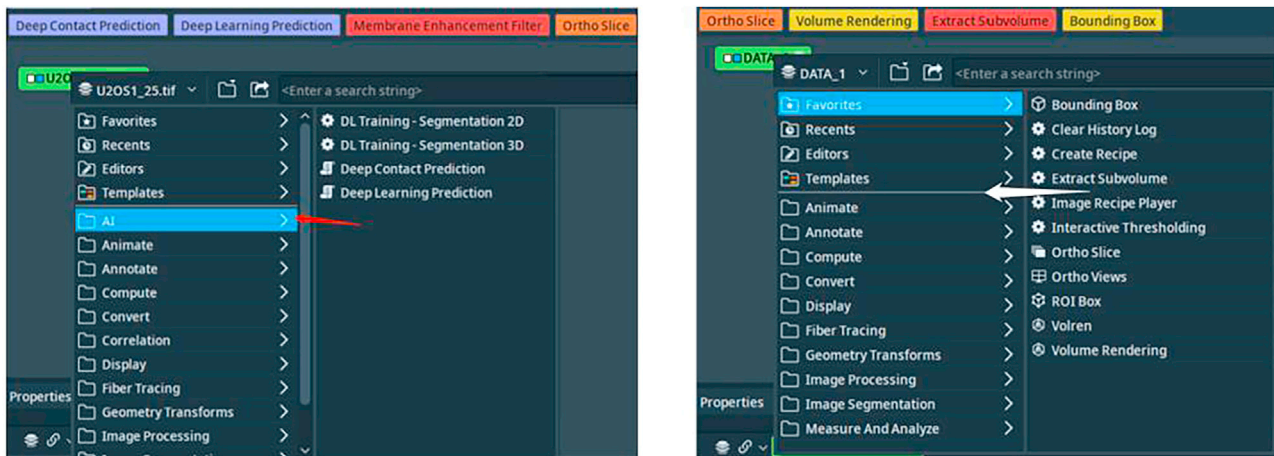 Deep Contact Prediction Deep Learning Prediction Membrane Enhancement Filter Ortho Slice
U2OS1_25.tif <Enter a search string>
Favorites
Recents
Editors
Templates
AI
Animate
Annotate
Compute
Convert
Correlation
Display
Fiber Tracing
Geometry Transforms
Image Processing
DL Training - Segmentation 2D
DL Training - Segmentation 3D
Deep Contact Prediction
Deep Learning Prediction
Properties
Ortho Slice Volume Rendering Extract Subvolume Bounding Box
DATA_1 <Enter a search string>
Favorites
Recents
Editors
Templates
Animate
Annotate
Compute
Convert
Display
Fiber Tracing
Geometry Transforms
Image Processing
Image Segmentation
Measure And Analyze
Bounding Box
Clear History Log
Create Recipe
Extract Subvolume
Image Recipe Player
Interactive Thresholding
Ortho Slice
Ortho Views
ROI Box
Volren
Volume Rendering
Properties